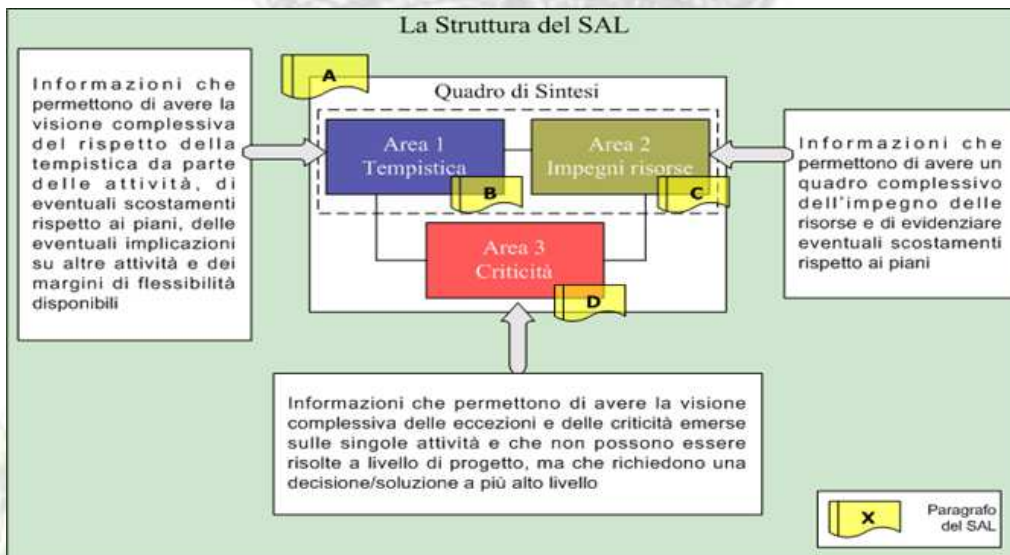 La Struttura del SAL
Informazioni che
permettono di avere la
visione complessiva
del rispetto della
tempistica da parte
delle attività, di
eventuali scostamenti
rispetto ai piani, delle
eventuali implicazioni
su altre attività e dei
margini di flessibilità
disponibili
A
Quadro di Sintesi
Area 1
Tempistica
B
Area 2
Impegni risorse
C
Area 3
Criticità
D
Informazioni che
permettono di avere un
quadro complessivo
dell'impegno delle
risorse e di evidenziare
eventuali scostamenti
rispetto ai piani
Informazioni che permettono di avere la visione
complessiva delle eccezioni e delle criticità emerse
sulle singole attività e che non possono essere
risolte a livello di progetto, ma che richiedono una
decisione/soluzione a più alto livello
X
Paragrafo
del SAL